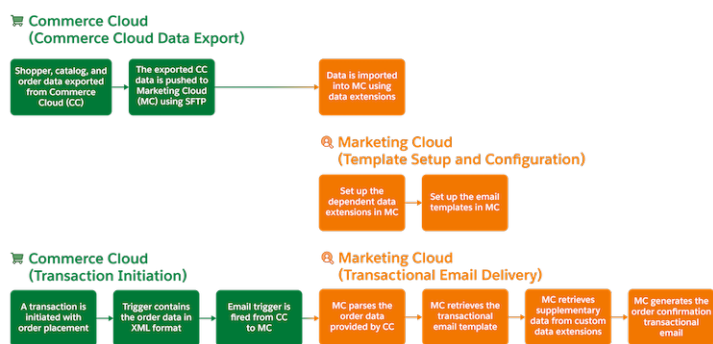 Commerce Cloud
(Commerce Cloud Data Export)
Shopper, catalog, and
order data exported
from Commerce
Cloud (CC)
The exported CC
data is pushed to
Marketing Cloud
(MC) using SFTP
Data is imported
into MC using
data extensions
Marketing Cloud
(Template Setup and Configuration)
Set up the
dependent data
extensions in MC
Set up the email
templates in MC
Commerce Cloud
(Transaction Initiation)
Marketing Cloud
(Transactional Email Delivery)
A transaction is
initiated with
order placement
Trigger contains
the order data in
XML format
Email trigger is
fired from CC
to MC
MC parses the
order data
provided by CC
MC retrieves the
transactional
email template
MC retrieves
supplementary
data from custom
data extensions
MC generates the
order confirmation
transactional
email